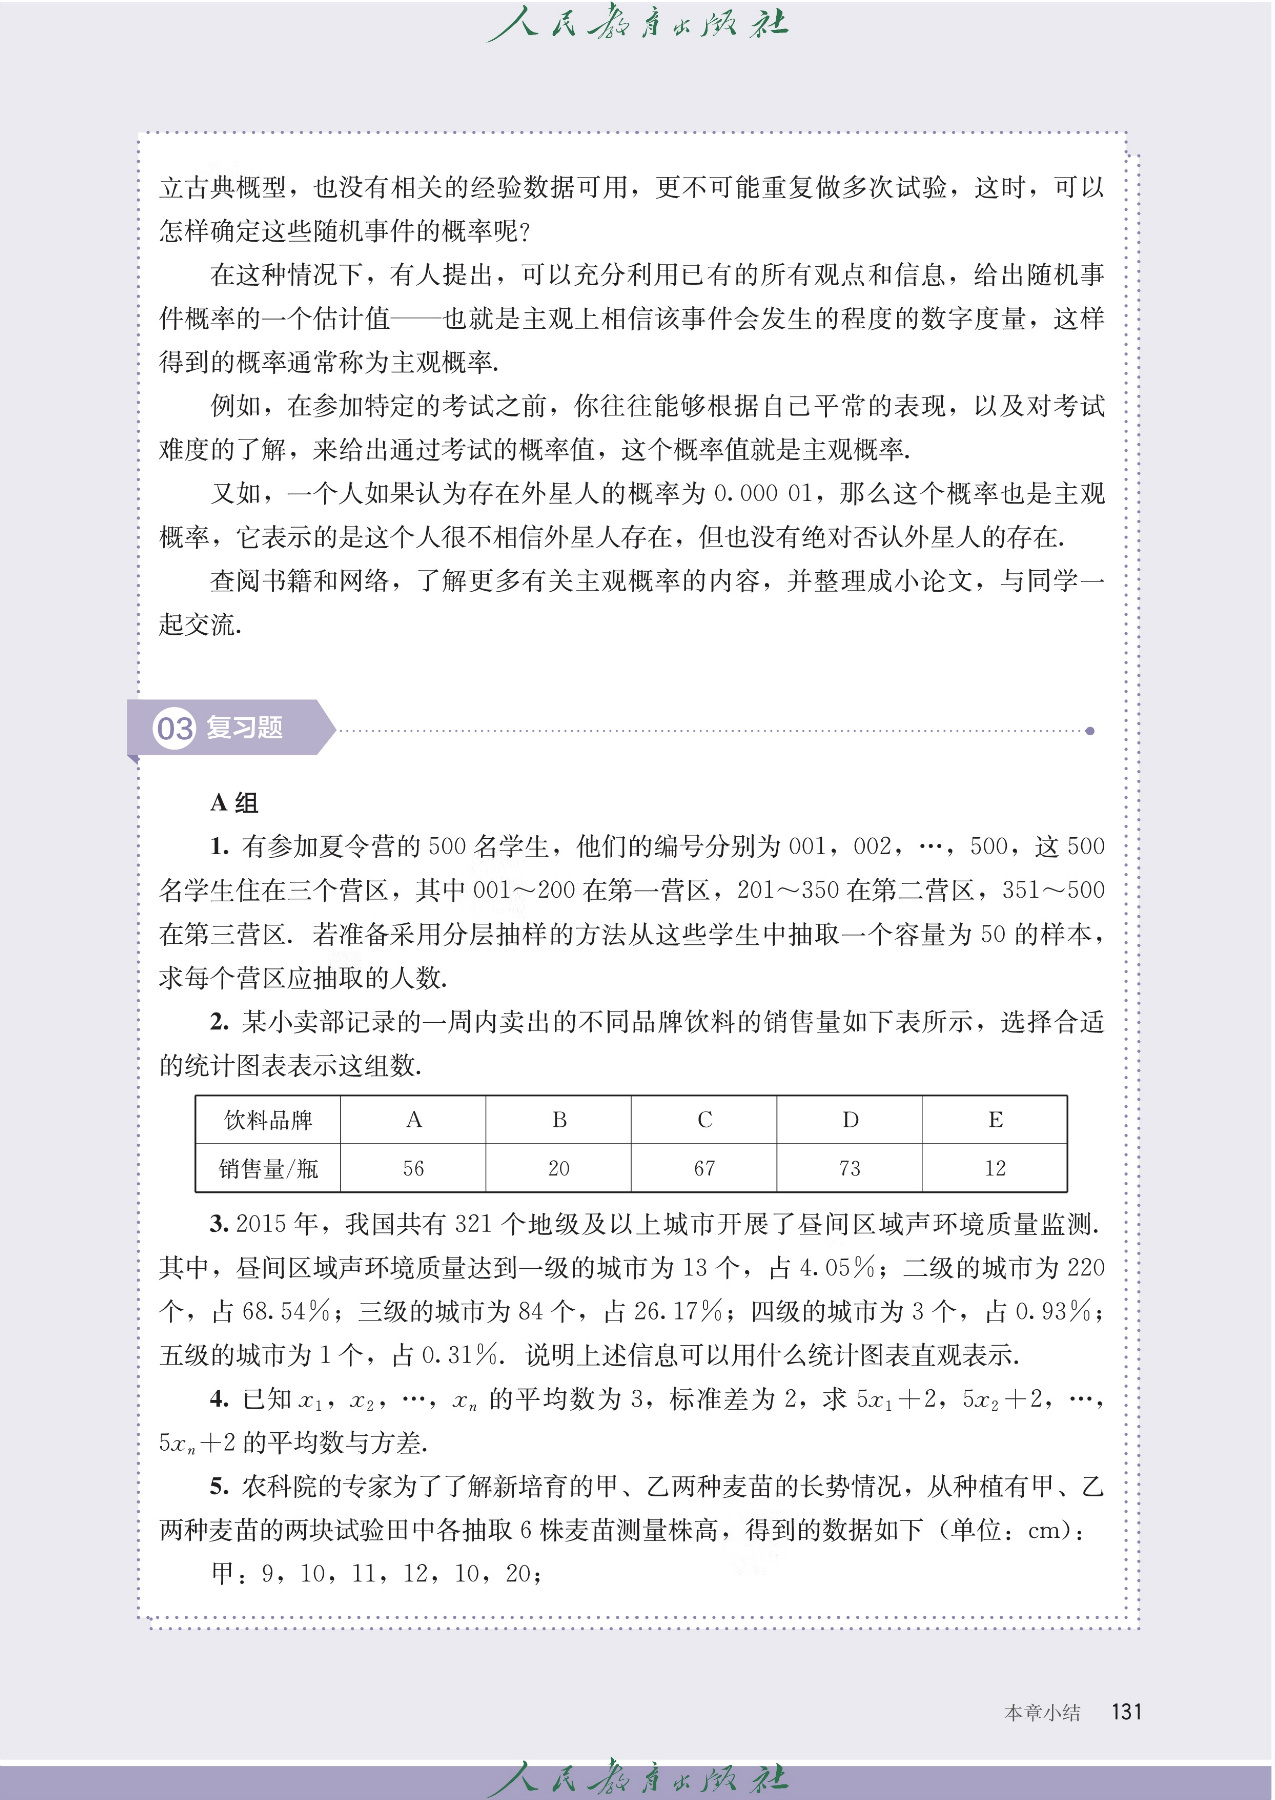 人民教育出版社
立古典概型，也没有相关的经验数据可用，更不可能重复做多次试验，这时，可以
怎样确定这些随机事件的概率呢？
在这种情况下，有人提出，可以充分利用已有的所有观点和信息，给出随机事
件概率的一个估计值——也就是主观上相信该事件会发生的程度的数字度量，这样
得到的概率通常称为主观概率.
例如，在参加特定的考试之前，你往往能够根据自己平常的表现，以及对考试
难度的了解，来给出通过考试的概率值，这个概率值就是主观概率.
又如，一个人如果认为存在外星人的概率为 0.000 01，那么这个概率也是主观
概率，它表示的是这个人很不相信外星人存在，但也没有绝对否认外星人的存在.
查阅书籍和网络，了解更多有关主观概率的内容，并整理成小论文，与同学一
起交流.
03 复习题
A 组
1. 有参加夏令营的 500 名学生，他们的编号分别为 001，002，…，500，这 500
名学生住在三个营区，其中 001～200 在第一营区，201～350 在第二营区，351～500
在第三营区. 若准备采用分层抽样的方法从这些学生中抽取一个容量为 50 的样本，
求每个营区应抽取的人数.
2. 某小卖部记录的一周内卖出的不同品牌饮料的销售量如下表所示，选择合适
的统计图表表示这组数.
饮料品牌 A B C D E
销售量/瓶 56 20 67 73 12
3. 2015 年，我国共有 321 个地级及以上城市开展了昼间区域声环境质量监测.
其中，昼间区域声环境质量达到一级的城市为 13 个，占 4.05%；二级的城市为 220
个，占 68.54%；三级的城市为 84 个，占 26.17%；四级的城市为 3 个，占 0.93%；
五级的城市为 1 个，占 0.31%. 说明上述信息可以用什么统计图表直观表示.
4. 已知 x₁，x₂，…，xₙ 的平均数为 3，标准差为 2，求 5x₁+2，5x₂+2，…，
5xₙ+2 的平均数与方差.
5. 农科院的专家为了了解新培育的甲、乙两种麦苗的长势情况，从种植有甲、乙
两种麦苗的两块试验田中各抽取 6 株麦苗测量株高，得到的数据如下（单位：cm）：
甲：9，10，11，12，10，20；
本章小结 131
人民教育出版社